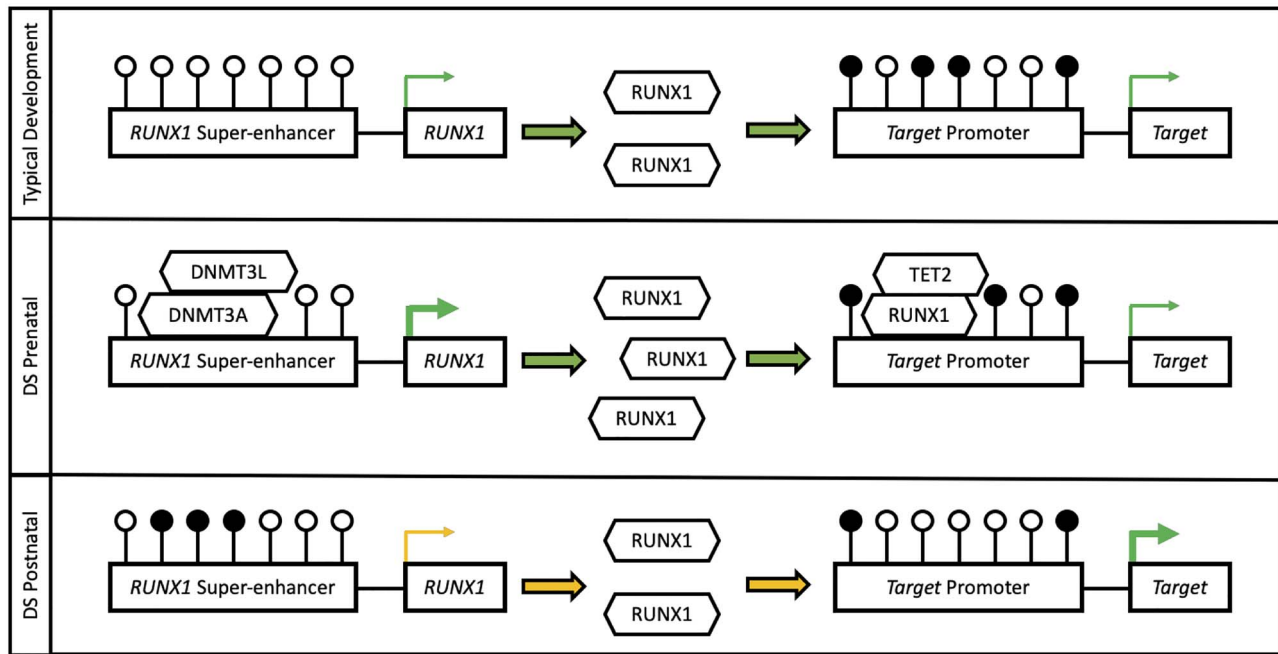 Typical Development
RUNX1 Super-enhancer
RUNX1
RUNX1
RUNX1
Target Promoter
Target
DS Prenatal
DNMT3L
DNMT3A
RUNX1 Super-enhancer
RUNX1
RUNX1
RUNX1
RUNX1
TET2
RUNX1
Target Promoter
Target
DS Postnatal
RUNX1 Super-enhancer
RUNX1
RUNX1
RUNX1
Target Promoter
Target